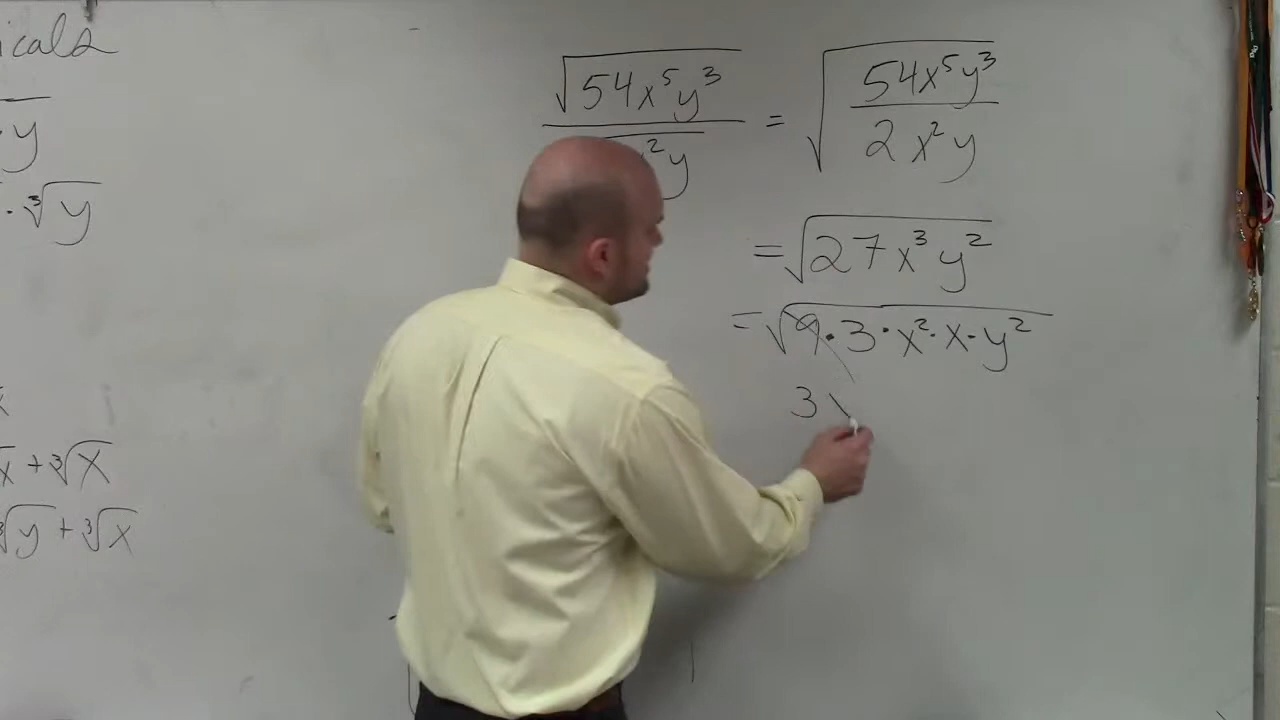 icals
y
· ∛y
x
x + ∛x
∛y + ∛x
√54x⁵y³ / ²y = √(54x⁵y³ / 2x²y)
= √27x³y²
= √9·3·x²·x·y²
3